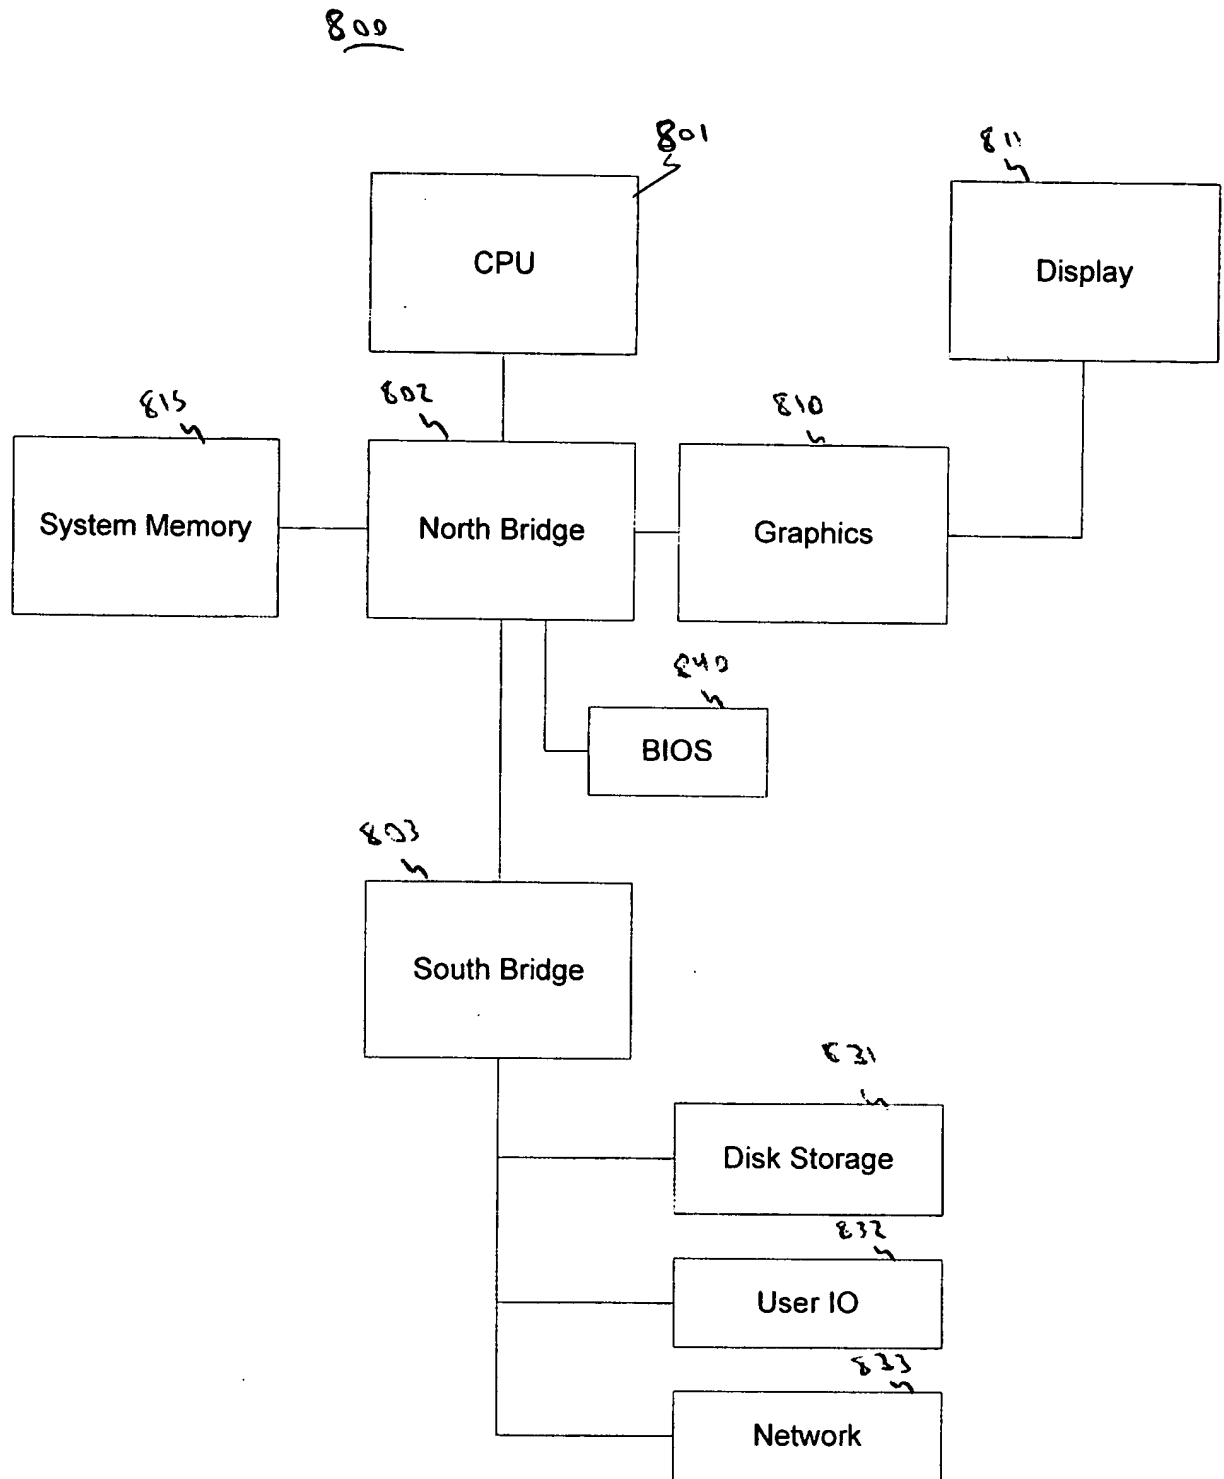 800
801
811
CPU
Display
815
802
810
System Memory
North Bridge
Graphics
840
BIOS
803
South Bridge
831
Disk Storage
832
User IO
833
Network